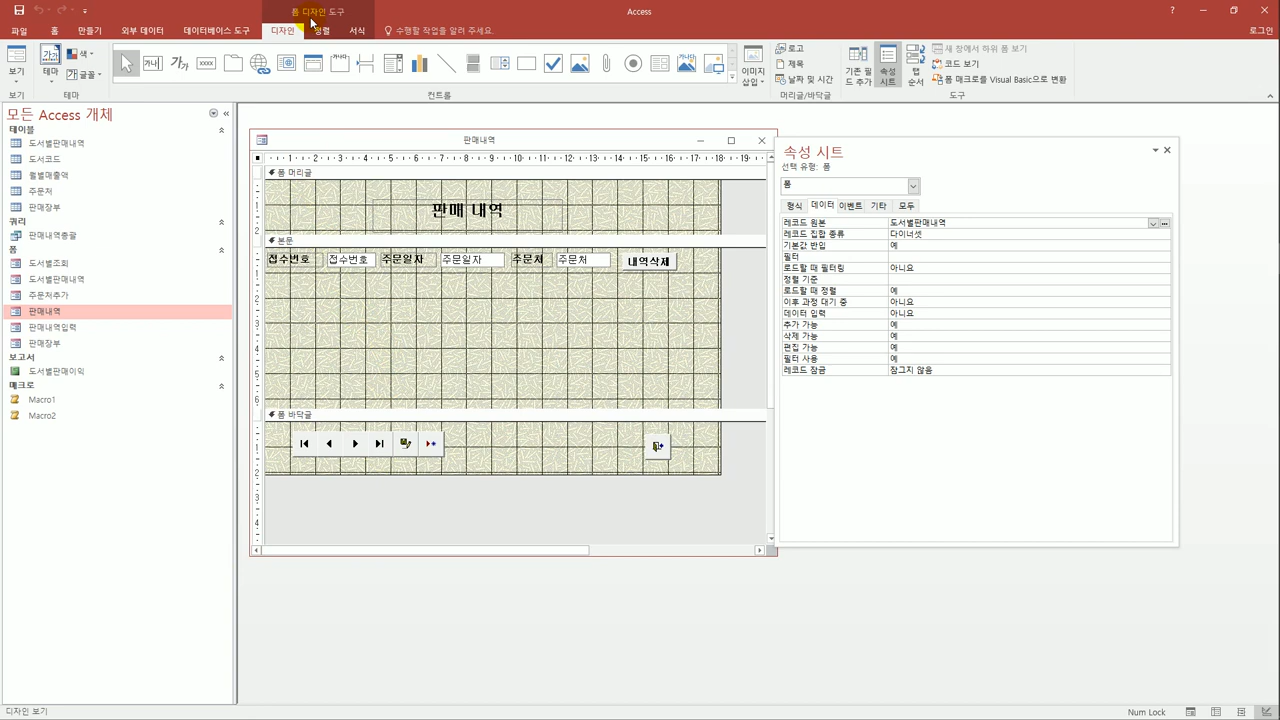 폼 디자인 도구
Access
파일 홈 만들기 외부 데이터 데이터베이스 도구 디자인 정렬 서식 수행할 작업을 알려 주세요. 로그인
보기
테마
색
글꼴
이미지 삽입
로고
제목
날짜 및 시간
기존 필드 추가
속성 시트
탭 순서
새 창에서 하위 폼 보기
코드 보기
폼 매크로를 Visual Basic으로 변환
보기 테마 컨트롤 머리글/바닥글 도구
모든 Access 개체
테이블
도서별판매내역
도서코드
월별매출액
주문처
판매장부
쿼리
판매내역총괄
폼
도서별조회
도서별판매내역
주문처추가
판매내역
판매내역입력
판매장부
보고서
도서별판매이익
매크로
Macro1
Macro2
판매내역
폼 머리글
판매 내역
본문
접수번호 접수번호 주문일자 주문일자 주문처 주문처 내역삭제
폼 바닥글
속성 시트
선택 유형: 폼
폼
형식 데이터 이벤트 기타 모두
레코드 원본 도서별판매내역
레코드 집합 종류 다이너셋
기본값 반입 예
필터
로드할 때 필터링 아니요
정렬 기준
로드할 때 정렬 예
이후 과정 대기 중 아니요
데이터 입력 아니요
추가 가능 예
삭제 가능 예
편집 가능 예
필터 사용 예
레코드 잠금 잠그지 않음
디자인 보기
Num Lock